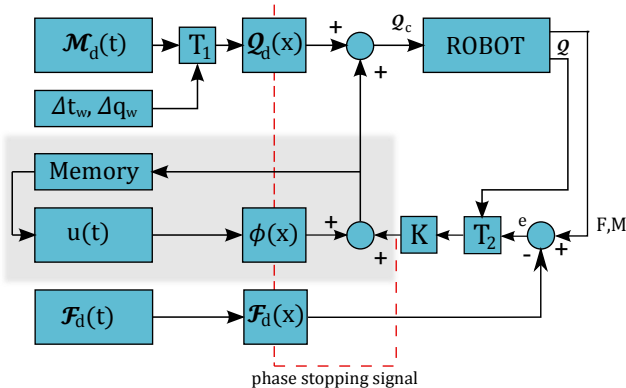 𝓜d(t)
T1
𝓠d(x)
+
+
𝓠c
ROBOT
𝓠
Δtw, Δqw
Memory
u(t)
ϕ(x)
+
+
K
T2
e
-
+
F,M
𝓕d(t)
𝓕d(x)
phase stopping signal